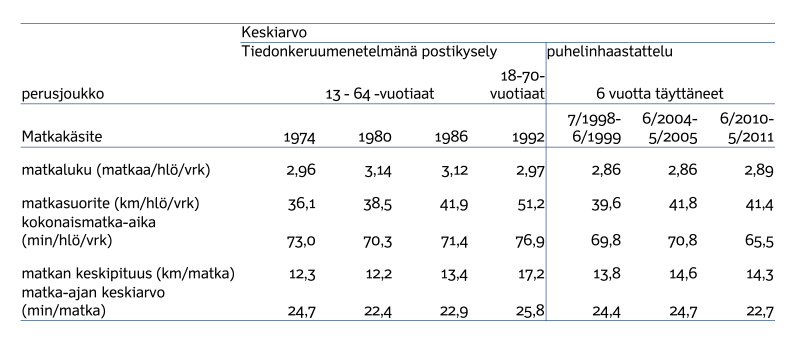 Keskiarvo
Tiedonkeruumenetelmänä postikysely puhelinhaastattelu
18-70-
perusjoukko 13 - 64 -vuotiaat vuotiaat 6 vuotta täyttäneet
7/1998- 6/2004- 6/2010-
Matkakäsite 1974 1980 1986 1992 6/1999 5/2005 5/2011
matkaluku (matkaa/hlö/vrk) 2,96 3,14 3,12 2,97 2,86 2,86 2,89
matkasuorite (km/hlö/vrk) 36,1 38,5 41,9 51,2 39,6 41,8 41,4
kokonaismatka-aika
(min/hlö/vrk) 73,0 70,3 71,4 76,9 69,8 70,8 65,5
matkan keskipituus (km/matka) 12,3 12,2 13,4 17,2 13,8 14,6 14,3
matka-ajan keskiarvo
(min/matka) 24,7 22,4 22,9 25,8 24,4 24,7 22,7